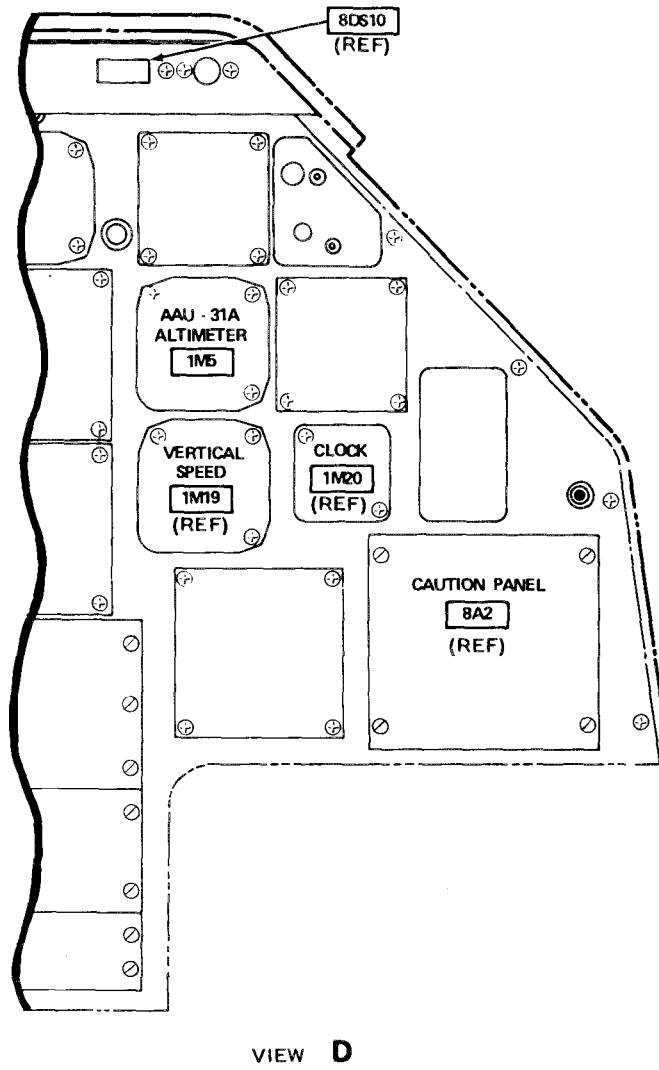 8DS10
(REF)
AAU - 31A
ALTIMETER
1M5
VERTICAL
SPEED
1M19
(REF)
CLOCK
1M20
(REF)
CAUTION PANEL
8A2
(REF)
VIEW D